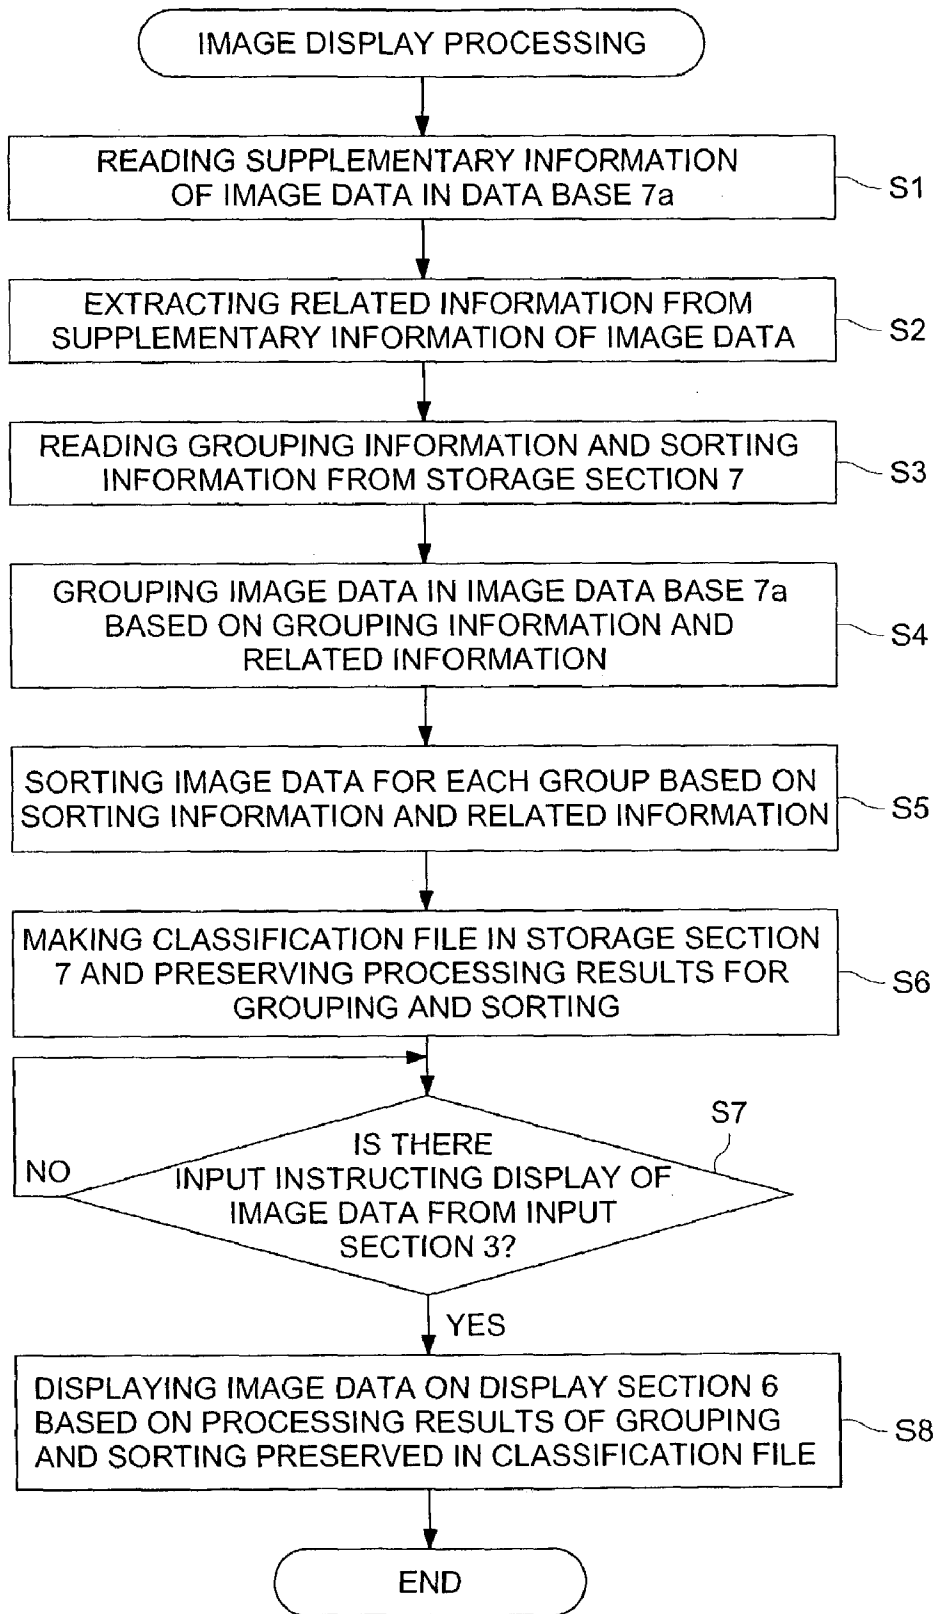 IMAGE DISPLAY PROCESSING
READING SUPPLEMENTARY INFORMATION
OF IMAGE DATA IN DATA BASE 7a
S1
EXTRACTING RELATED INFORMATION FROM
SUPPLEMENTARY INFORMATION OF IMAGE DATA
S2
READING GROUPING INFORMATION AND SORTING
INFORMATION FROM STORAGE SECTION 7
S3
GROUPING IMAGE DATA IN IMAGE DATA BASE 7a
BASED ON GROUPING INFORMATION AND
RELATED INFORMATION
S4
SORTING IMAGE DATA FOR EACH GROUP BASED ON
SORTING INFORMATION AND RELATED INFORMATION
S5
MAKING CLASSIFICATION FILE IN STORAGE SECTION
7 AND PRESERVING PROCESSING RESULTS FOR
GROUPING AND SORTING
S6
S7
IS THERE
INPUT INSTRUCTING DISPLAY OF
IMAGE DATA FROM INPUT
SECTION 3?
NO
YES
DISPLAYING IMAGE DATA ON DISPLAY SECTION 6
BASED ON PROCESSING RESULTS OF GROUPING
AND SORTING PRESERVED IN CLASSIFICATION FILE
S8
END